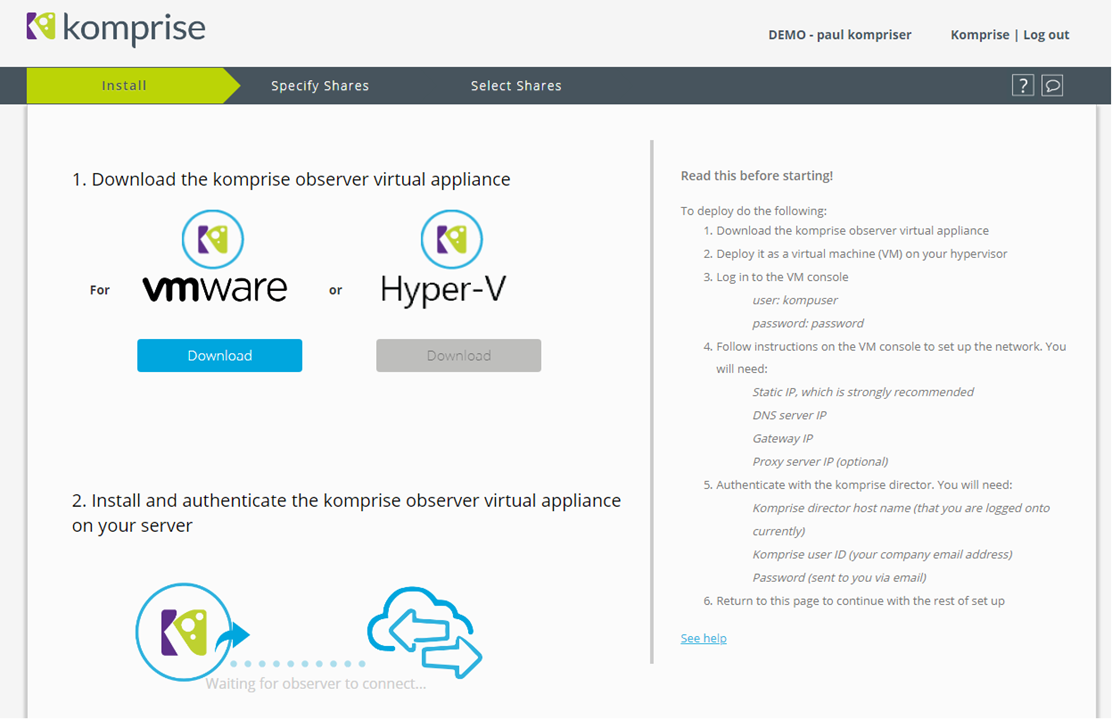 komprise
DEMO - paul kompriser
Komprise | Log out
Install
Specify Shares
Select Shares
?
1. Download the komprise observer virtual appliance
For
vmware
or
Hyper-V
Download
Download
2. Install and authenticate the komprise observer virtual appliance
on your server
Waiting for observer to connect...
Read this before starting!
To deploy do the following:
1. Download the komprise observer virtual appliance
2. Deploy it as a virtual machine (VM) on your hypervisor
3. Log in to the VM console
user: kompuser
password: password
4. Follow instructions on the VM console to set up the network. You
will need:
Static IP, which is strongly recommended
DNS server IP
Gateway IP
Proxy server IP (optional)
5. Authenticate with the komprise director. You will need:
Komprise director host name (that you are logged onto
currently)
Komprise user ID (your company email address)
Password (sent to you via email)
6. Return to this page to continue with the rest of set up
See help